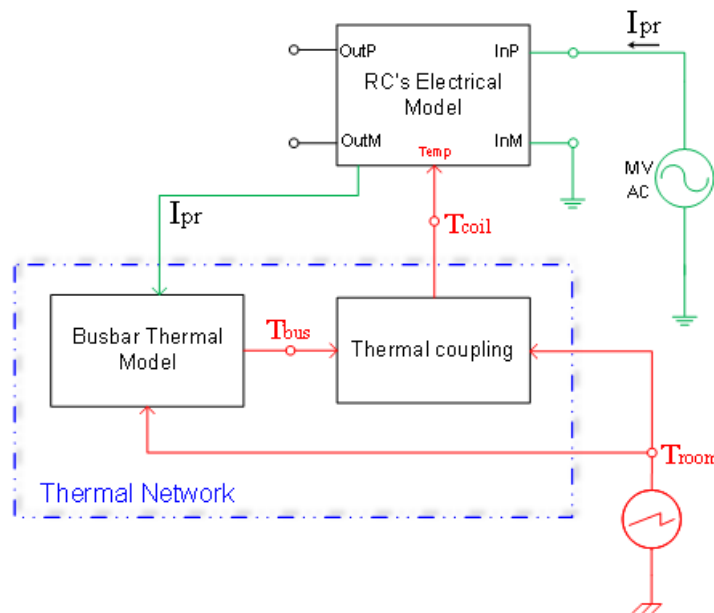 Ipr
OutP
InP
RC's Electrical
Model
OutM
Temp
InM
MV
AC
Ipr
Tcoil
Busbar Thermal
Model
Tbus
Thermal coupling
Troom
Thermal Network